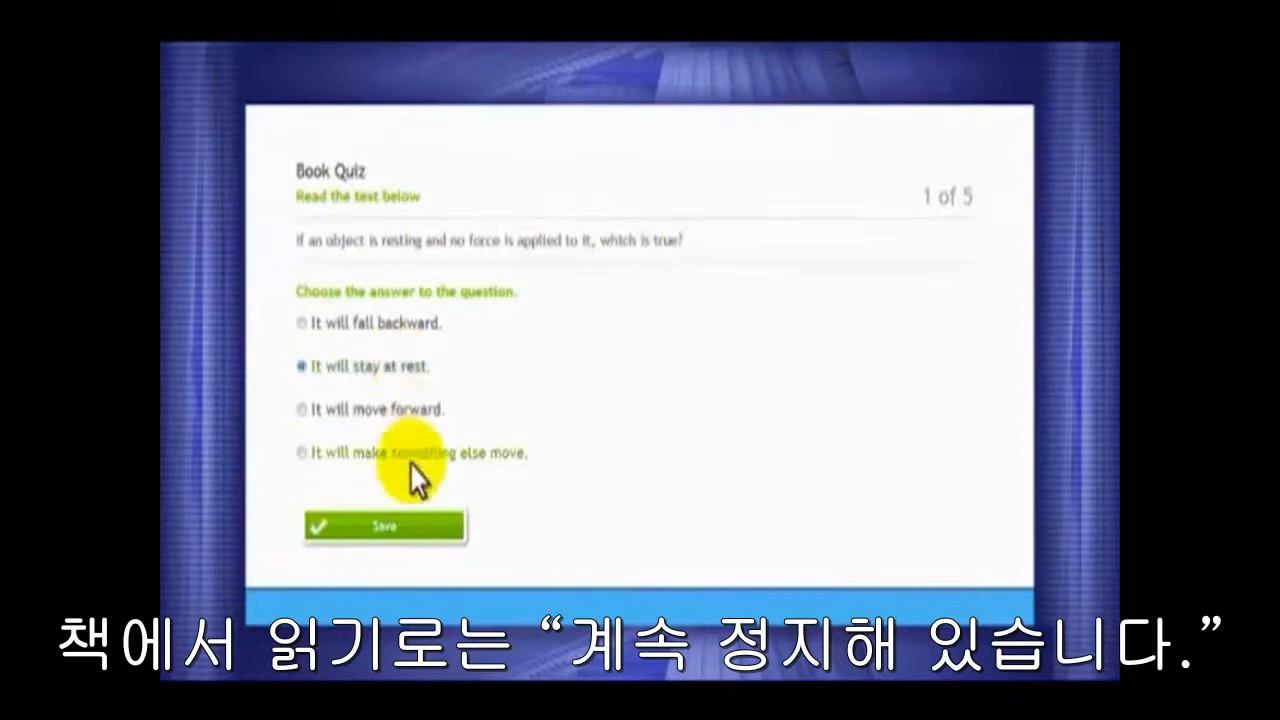 Book Quiz
Read the text below
1 of 5
If an object is resting and no force is applied to it, which is true?
Choose the answer to the question.
It will fall backward.
It will stay at rest.
It will move forward.
It will make something else move.
Save
책에서 읽기로는 “계속 정지해 있습니다.”